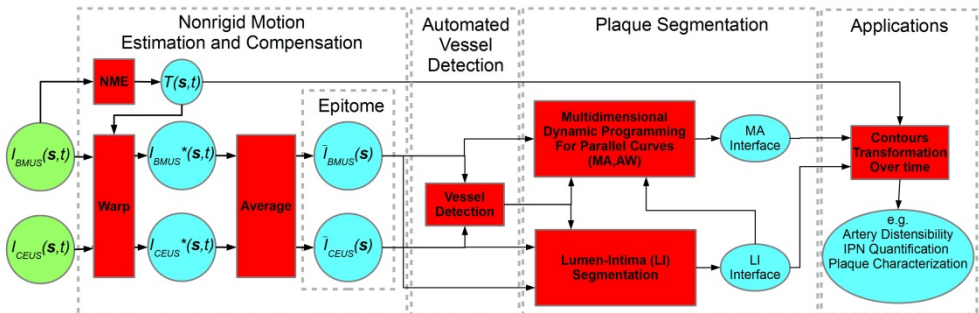 Nonrigid Motion
Estimation and Compensation
Automated
Vessel
Detection
Plaque Segmentation
Applications
NME
T(s,t)
Epitome
I_BMUS(s,t)
Warp
I_BMUS*(s,t)
Average
Ī_BMUS(s)
I_CEUS(s,t)
I_CEUS*(s,t)
Ī_CEUS(s)
Vessel
Detection
Multidimensional
Dynamic Programming
For Parallel Curves
(MA,AW)
MA
Interface
Lumen-Intima (LI)
Segmentation
LI
Interface
Contours
Transformation
Over time
e.g.
Artery Distensibility
IPN Quantification
Plaque Characterization